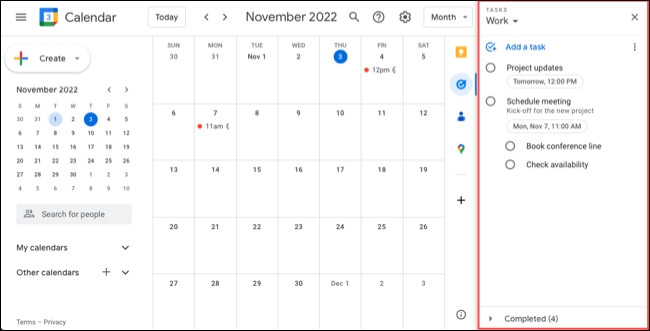 3
Calendar
Today
November 2022
Month
Create
November 2022
S M T W T F S
30 31 1 2 3 4 5
6 7 8 9 10 11 12
13 14 15 16 17 18 19
20 21 22 23 24 25 26
27 28 29 30 1 2 3
4 5 6 7 8 9 10
Search for people
My calendars
Other calendars
Terms – Privacy
SUN MON TUE WED THU FRI SAT
30 31 Nov 1 2 3 4 5
12pm (
6 7 8 9 10 11 12
11am (
13 14 15 16 17 18 19
20 21 22 23 24 25 26
27 28 29 30 Dec 1 2 3
TASKS
Work
Add a task
Project updates
Tomorrow, 12:00 PM
Schedule meeting
Kick-off for the new project
Mon, Nov 7, 11:00 AM
Book conference line
Check availability
Completed (4)